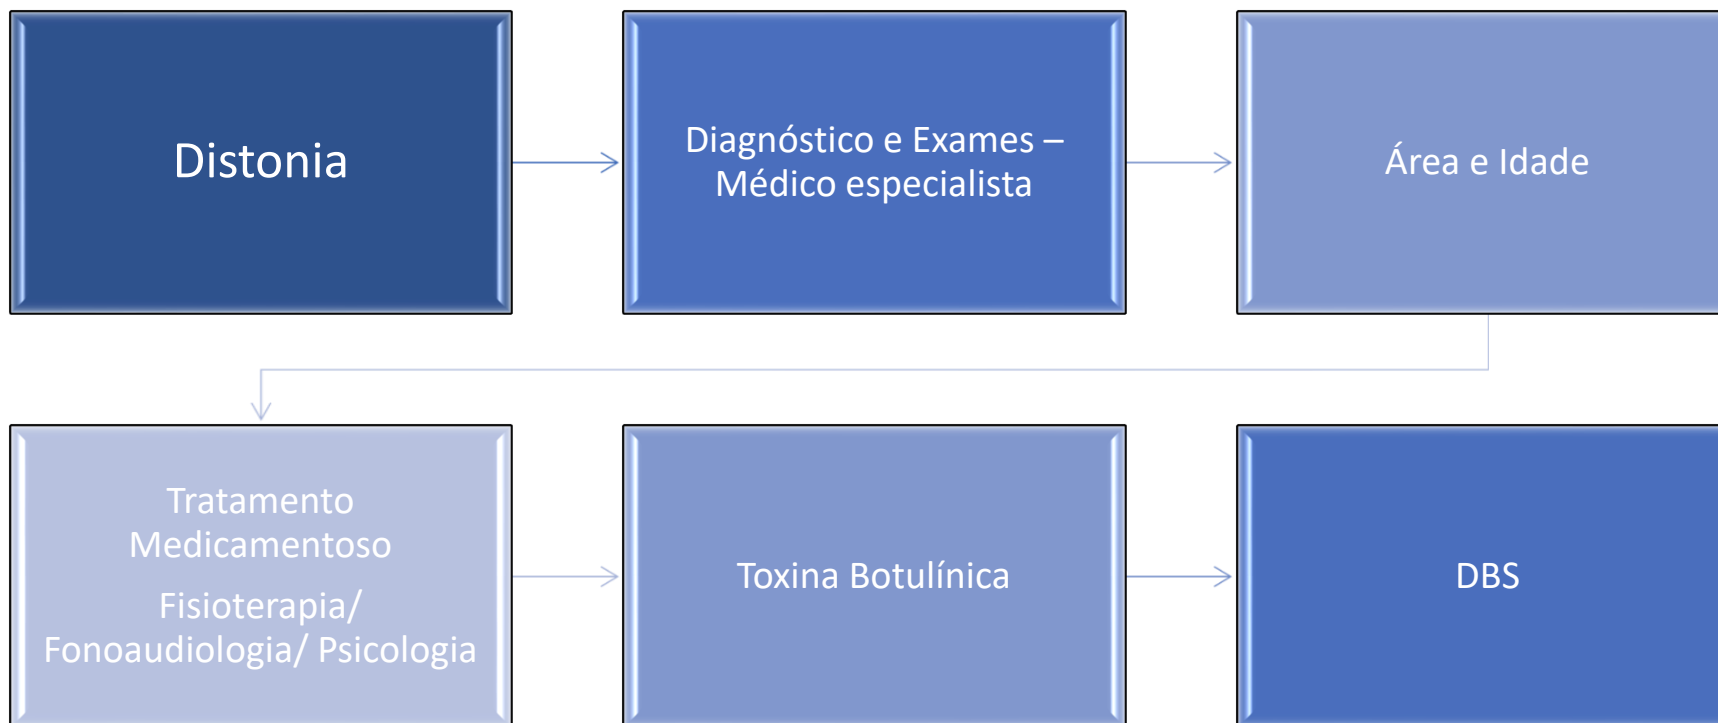 Distonia
Diagnóstico e Exames –
Médico especialista
Área e Idade
Tratamento
Medicamentoso
Fisioterapia/
Fonoaudiologia/ Psicologia
Toxina Botulínica
DBS